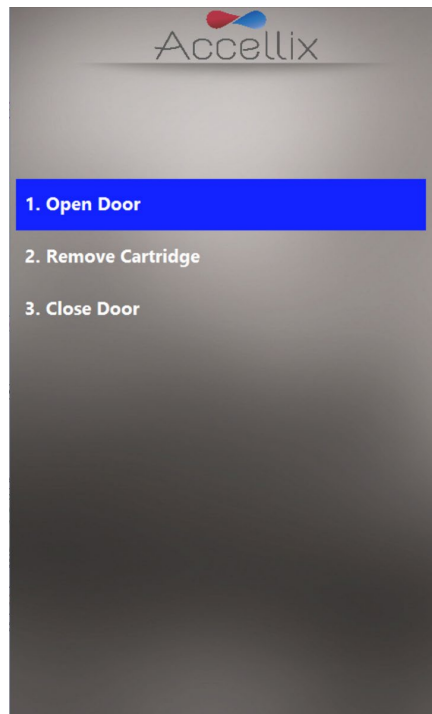 Accellix
1. Open Door
2. Remove Cartridge
3. Close Door